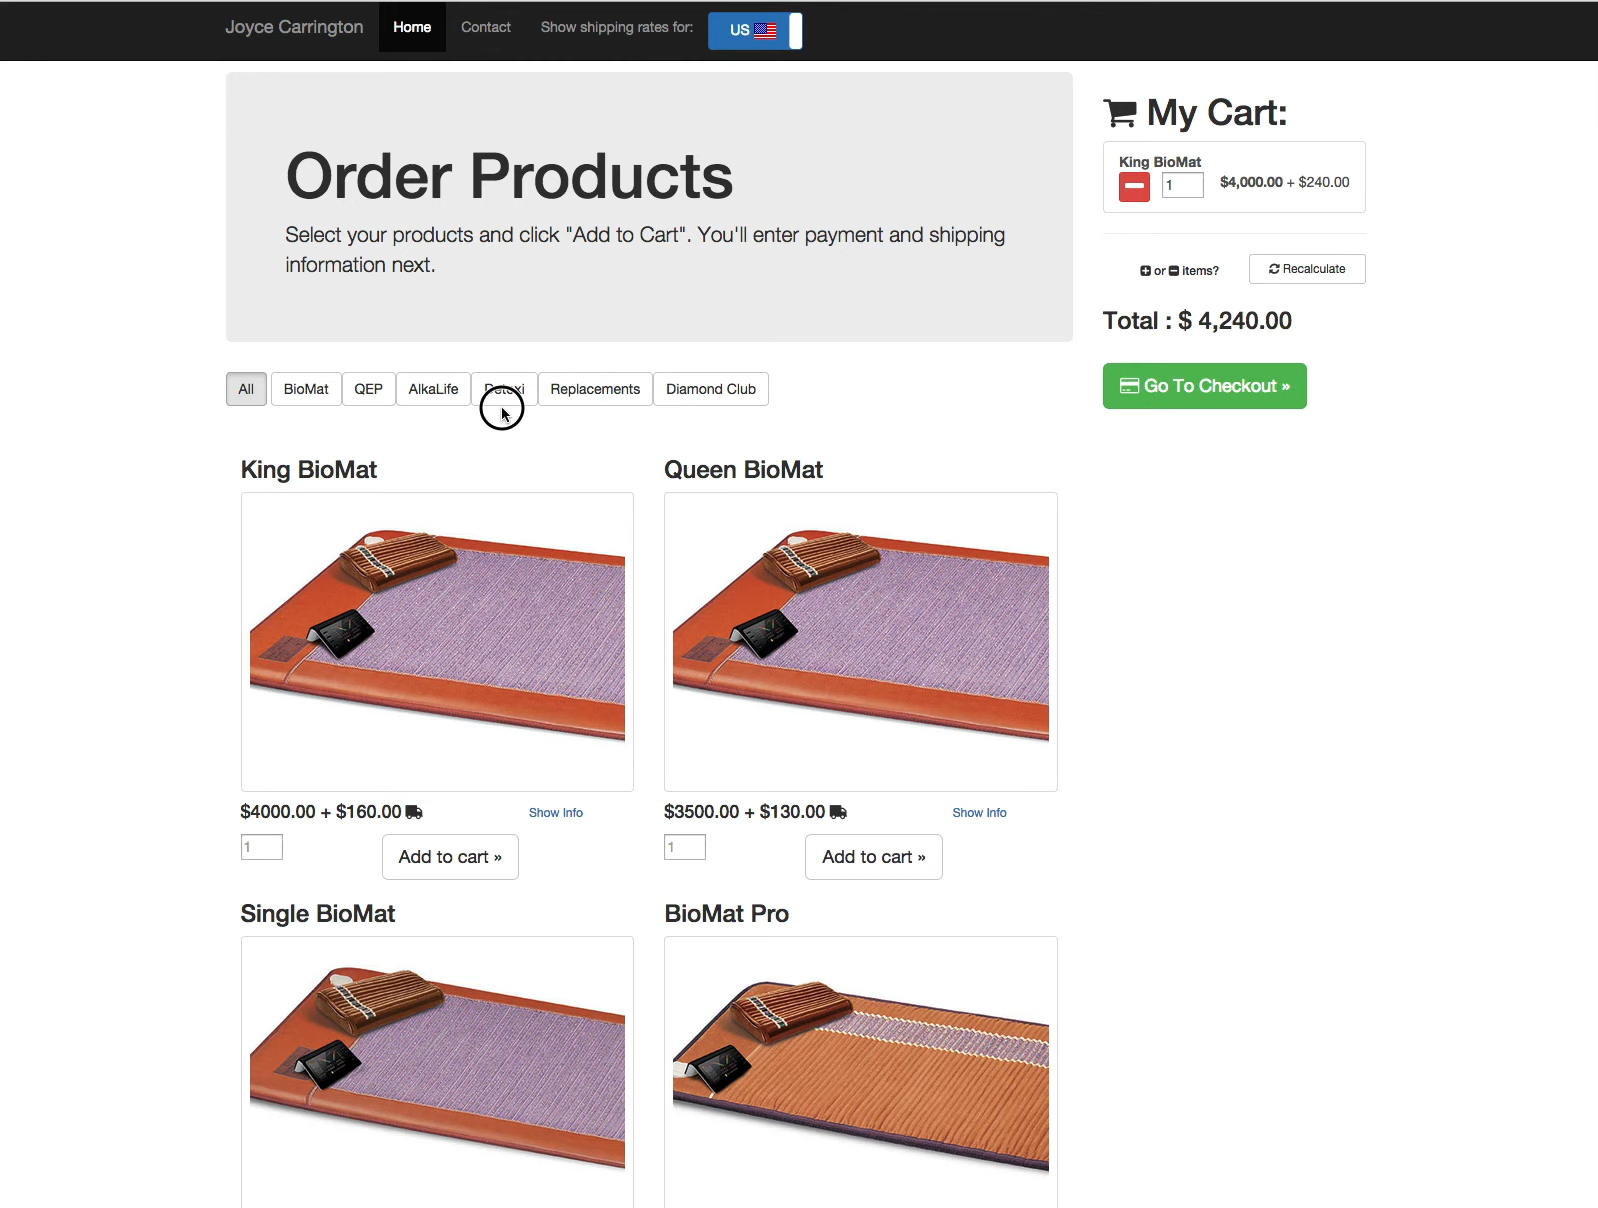 Joyce Carrington Home Contact Show shipping rates for: US
Order Products
Select your products and click "Add to Cart". You'll enter payment and shipping
information next.
My Cart:
King BioMat
1 $4,000.00 + $240.00
or items? Recalculate
Total : $ 4,240.00
Go To Checkout »
All BioMat QEP AlkaLife Detoxi Replacements Diamond Club
King BioMat Queen BioMat
$4000.00 + $160.00 Show Info $3500.00 + $130.00 Show Info
1 Add to cart » 1 Add to cart »
Single BioMat BioMat Pro